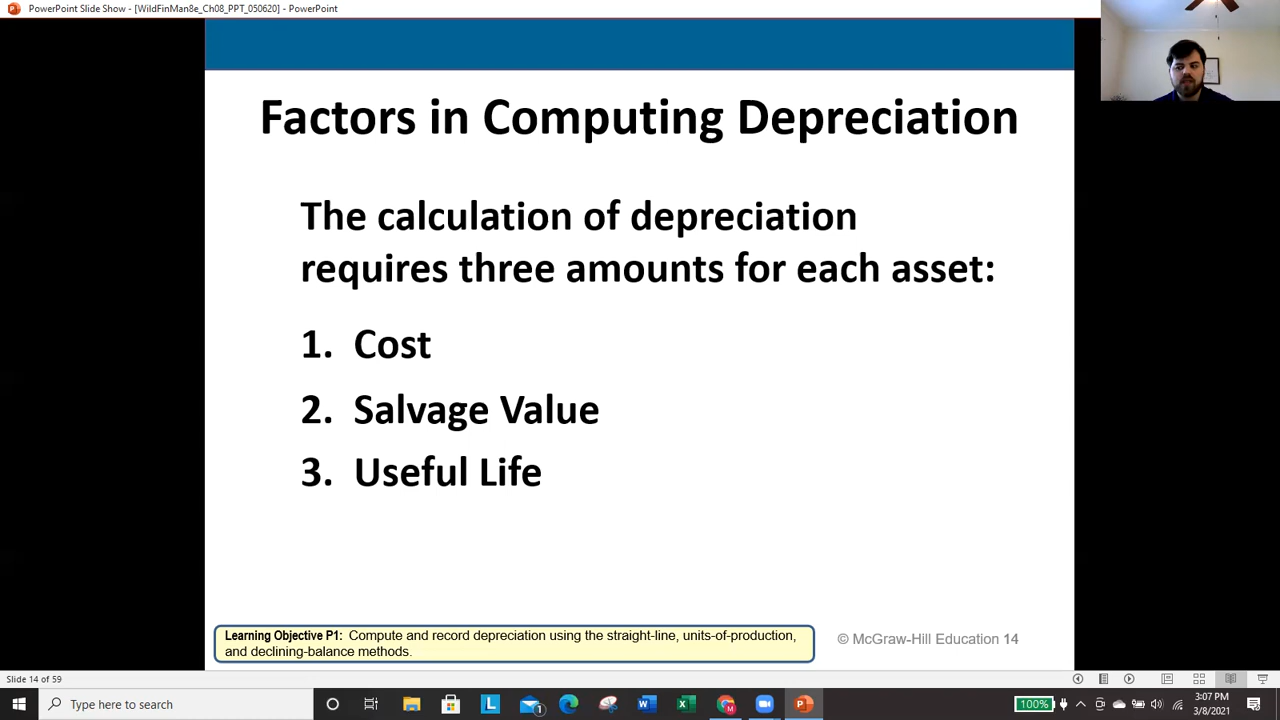 PowerPoint Slide Show - [WildFinMan8e_Ch08_PPT_050620] - PowerPoint
Factors in Computing Depreciation
The calculation of depreciation
requires three amounts for each asset:
1. Cost
2. Salvage Value
3. Useful Life
Learning Objective P1: Compute and record depreciation using the straight-line, units-of-production,
and declining-balance methods.
© McGraw-Hill Education 14
Slide 14 of 59
Type here to search
100%
3:07 PM
3/8/2021